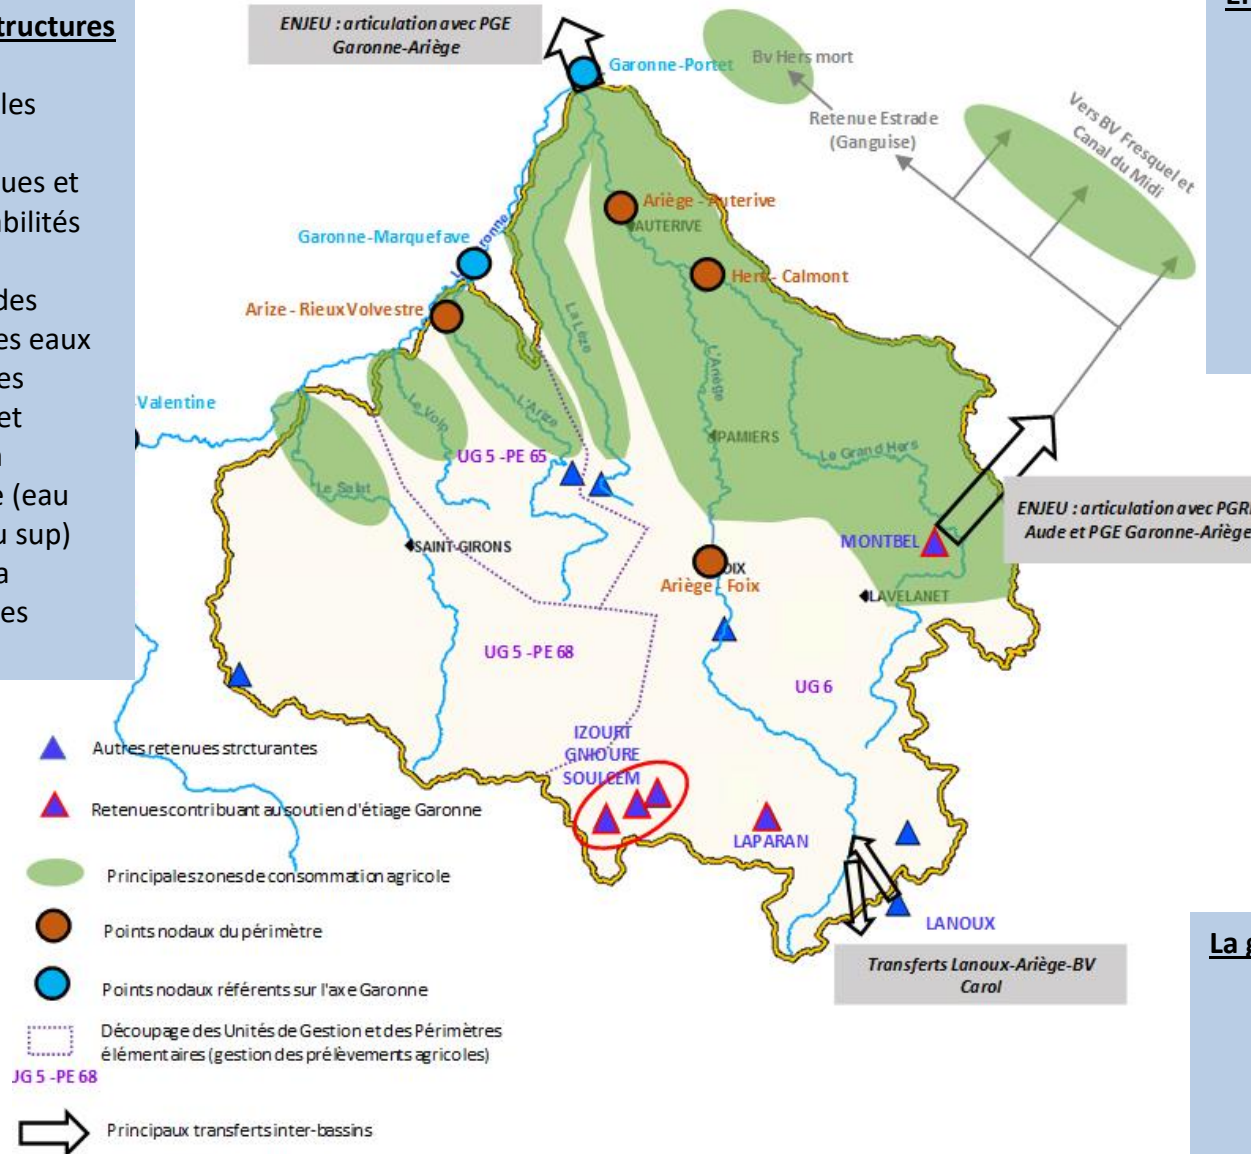 tructures
les
ues et
abilités
des
es eaux
es
et
e (eau
u sup)
a
es
ENJEU : articulation avec PGE
Garonne-Ariège
Garonne-Portet
Bv Hers mort
Retenue Estrade
(Ganguise)
Vers BV Fresquel et
Canal du Midi
Ariège - Auterive
AUTERIVE
Garonne-Marquefave
ronne
Hers - Calmont
Arize - Rieux Volvestre
La Lèze
L'Ariège
-Valentine
Le Volp
L'Arize
PAMIERS
Le Grand Hers
UG 5 -PE 65
Le Salat
ENJEU : articulation avec PGR
Aude et PGE Garonne-Ariège
SAINT-GIRONS
MONTBEL
OIX
Ariège - Foix
LAVELANET
UG 5 -PE 68
UG 6
IZOURT
GNIOURE
SOULCEM
LAPARAN
LANOUX
Transferts Lanoux-Ariège-BV
Carol
Autres retenues strcturantes
Retenues contribuant au soutien d'étiage Garonne
Principales zones de consommation agricole
Points nodaux du périmètre
Points nodaux référents sur l'axe Garonne
Découpage des Unités de Gestion et des Périmètres
élémentaires (gestion des prélèvements agricoles)
UG 5 -PE 68
Principaux transferts inter-bassins
La g